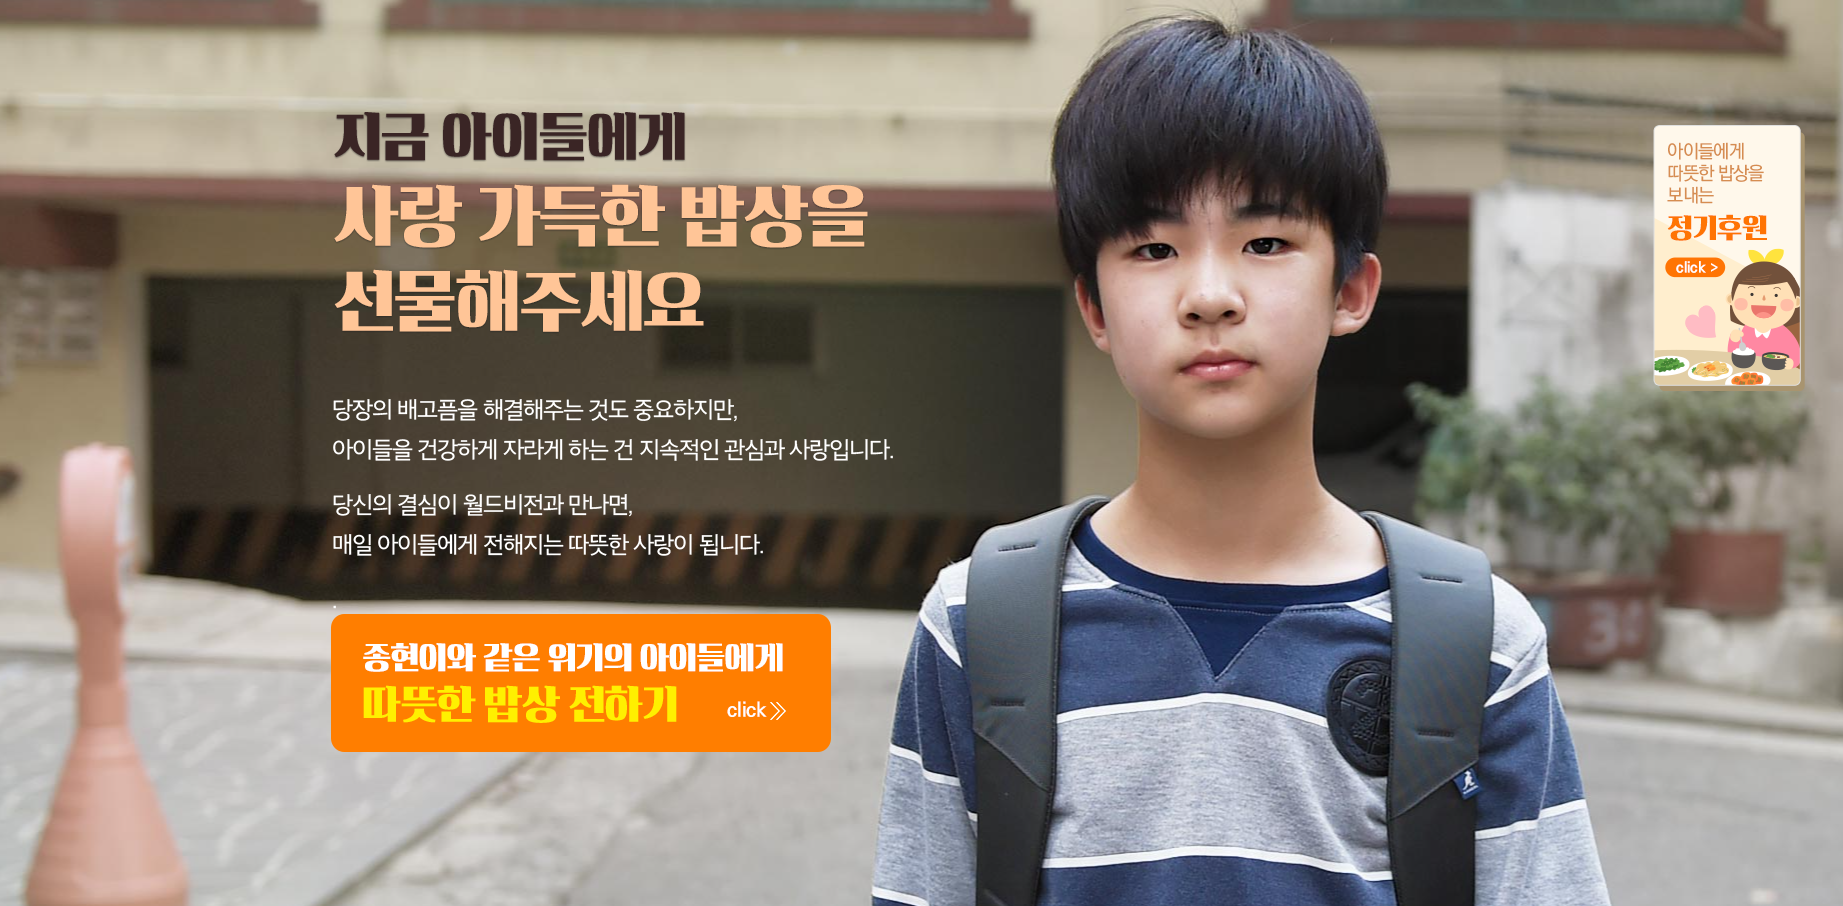 지금 아이들에게
사랑 가득한 밥상을
선물해주세요
당장의 배고픔을 해결해주는 것도 중요하지만,
아이들을 건강하게 자라게 하는 건 지속적인 관심과 사랑입니다.
당신의 결심이 월드비전과 만나면,
매일 아이들에게 전해지는 따뜻한 사랑이 됩니다.
종현이와 같은 위기의 아이들에게
따뜻한 밥상 전하기
click
아이들에게
따뜻한 밥상을
보내는
정기후원
click >